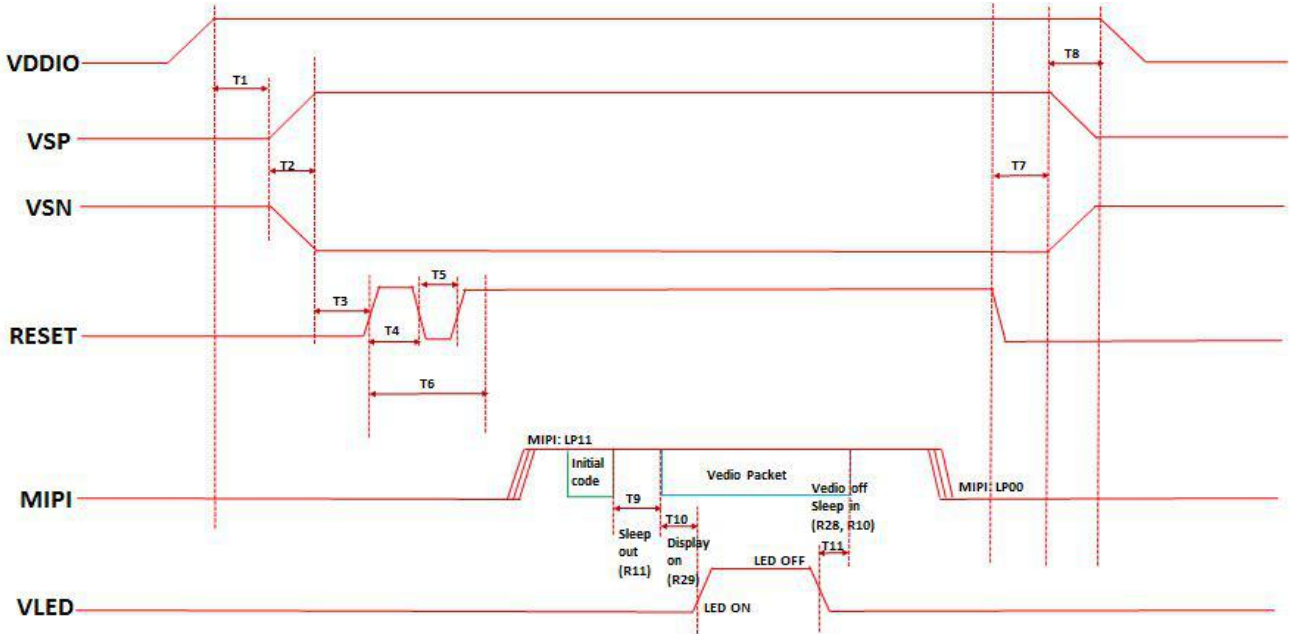 T8
VDDIO
T1
VSP
T2
T7
VSN
T5
T3
T4
RESET
T6
MIPI: LP11
Initial
code
Vedio Packet
MIPI
T9
Vedio off
Sleep in
(R28, R10)
MIPI: LP00
T10
Sleep
out
(R11)
Display
on
(R29)
T11
LED OFF
VLED
LED ON